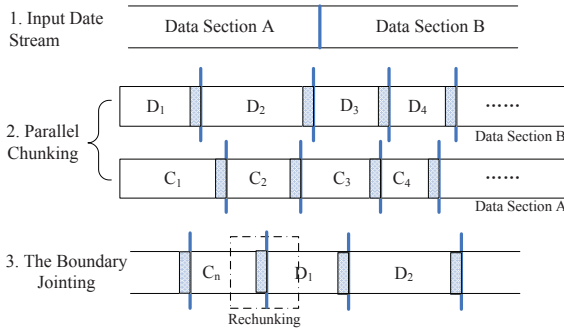 1. Input Date
Stream
Data Section A
Data Section B
2. Parallel
Chunking
D1
D2
D3
D4
......
Data Section B
C1
C2
C3
C4
......
Data Section A
3. The Boundary
Jointing
Cn
D1
D2
Rechunking